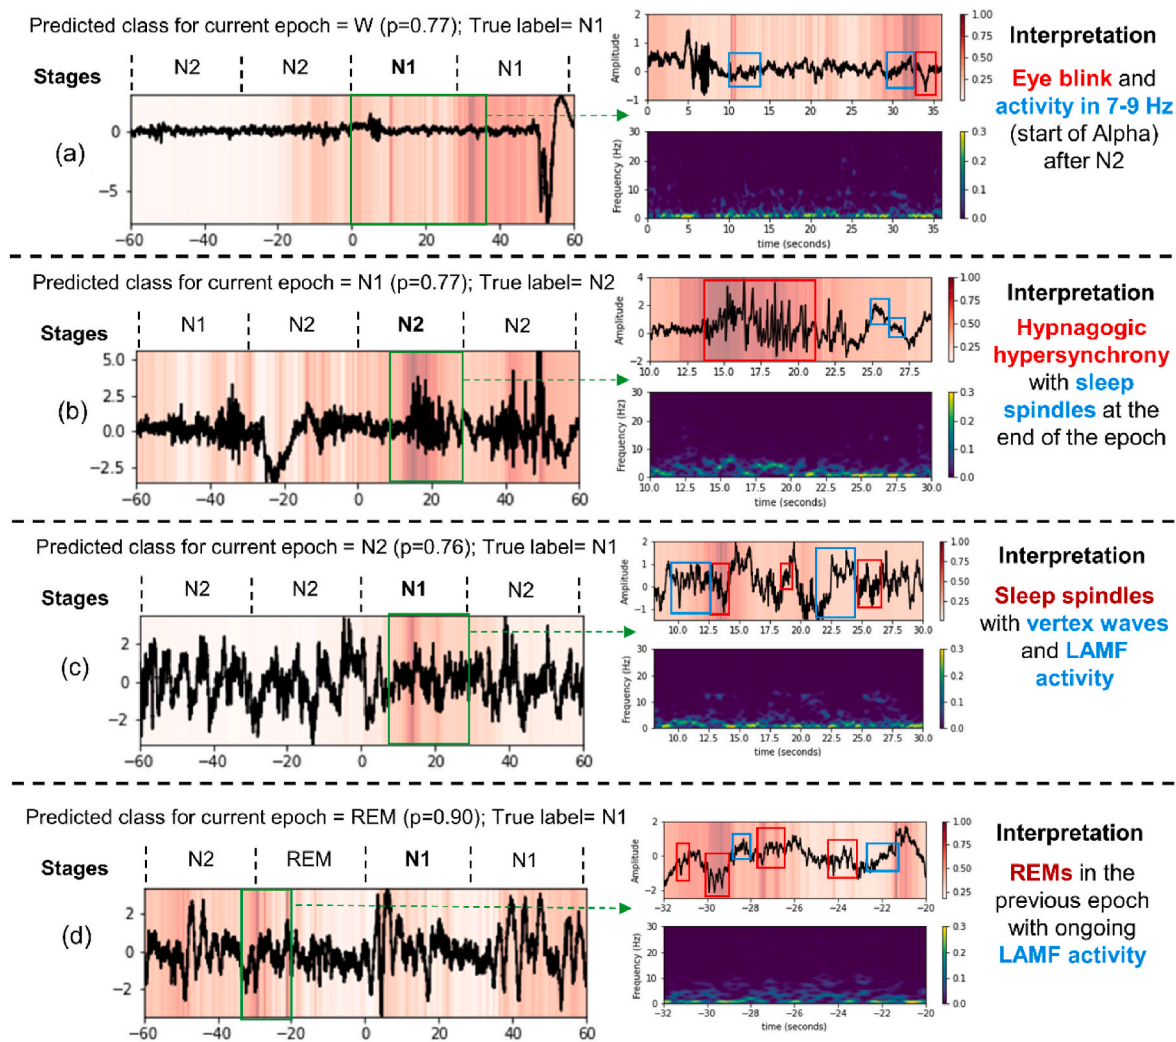 Predicted class for current epoch = W (p=0.77); True label= N1
Stages
N2 N2 N1 N1
(a)
0
−5
−60 −40 −20 0 20 40 60
Amplitude
2
1
0
−1
1.00
0.75
0.50
0.25
Frequency (Hz)
30
20
10
0
0.3
0.2
0.1
0.0
0 5 10 15 20 25 30 35
time (seconds)
Interpretation
Eye blink and
activity in 7-9 Hz
(start of Alpha)
after N2
Predicted class for current epoch = N1 (p=0.77); True label= N2
Stages
N1 N2 N2 N2
(b)
5.0
2.5
0.0
−2.5
−60 −40 −20 0 20 40 60
Amplitude
4
2
0
−2
10.0 12.5 15.0 17.5 20.0 22.5 25.0 27.5
1.00
0.75
0.50
0.25
Frequency (Hz)
30
20
10
0
0.3
0.2
0.1
0.0
10.0 12.5 15.0 17.5 20.0 22.5 25.0 27.5 30.0
time (seconds)
Interpretation
Hypnagogic
hypersynchrony
with sleep
spindles at the
end of the epoch
Predicted class for current epoch = N2 (p=0.76); True label= N1
Stages
N2 N2 N1 N2
(c)
2
0
−2
−60 −40 −20 0 20 40 60
Amplitude
2
1
0
−1
10.0 12.5 15.0 17.5 20.0 22.5 25.0 27.5 30.0
1.00
0.75
0.50
0.25
Frequency (Hz)
30
20
10
0
0.3
0.2
0.1
0.0
10.0 12.5 15.0 17.5 20.0 22.5 25.0 27.5 30.0
time (seconds)
Interpretation
Sleep spindles
with vertex waves
and LAMF
activity
Predicted class for current epoch = REM (p=0.90); True label= N1
Stages
N2 REM N1 N1
(d)
2
0
−2
−60 −40 −20 0 20 40 60
Amplitude
2
0
−2
−32 −30 −28 −26 −24 −22 −20
1.00
0.75
0.50
0.25
Frequency (Hz)
30
20
10
0
0.3
0.2
0.1
0.0
−32 −30 −28 −26 −24 −22 −20
time (seconds)
Interpretation
REMs in the
previous epoch
with ongoing
LAMF activity